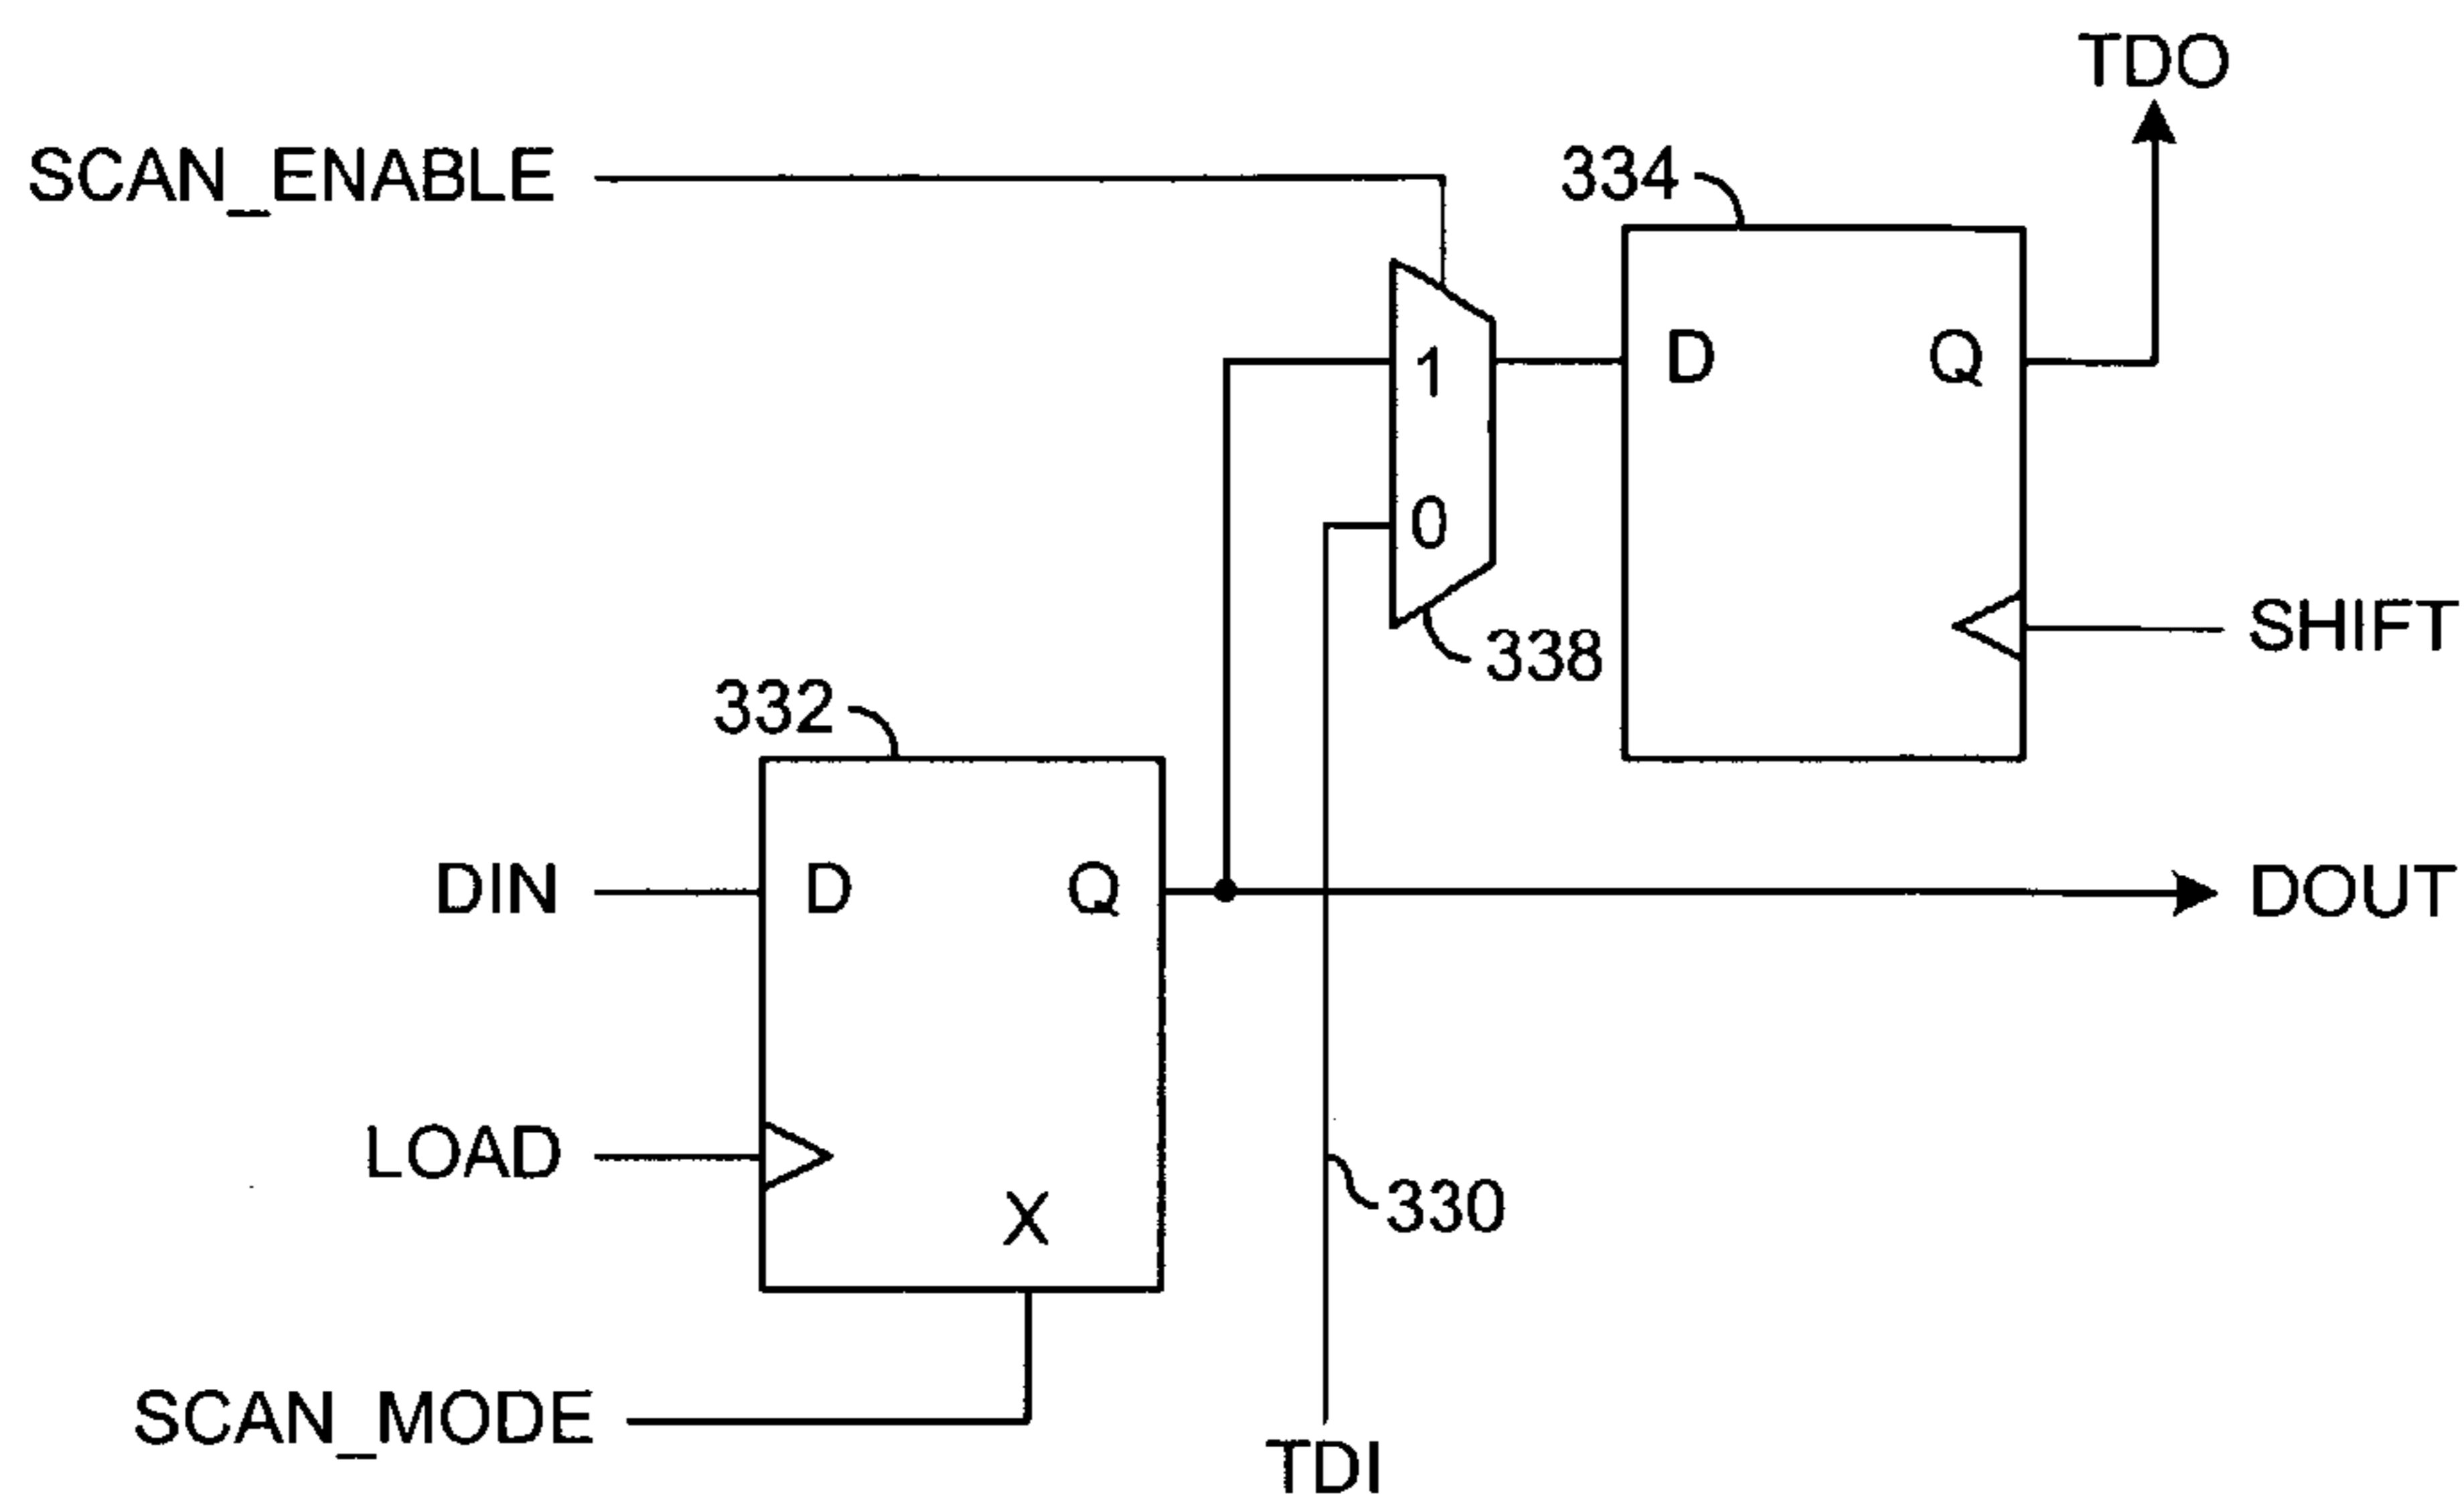 TDO
SCAN_ENABLE
334
1
D
Q
0
SHIFT
338
332
DIN
D
Q
DOUT
LOAD
X
330
SCAN_MODE
TDI